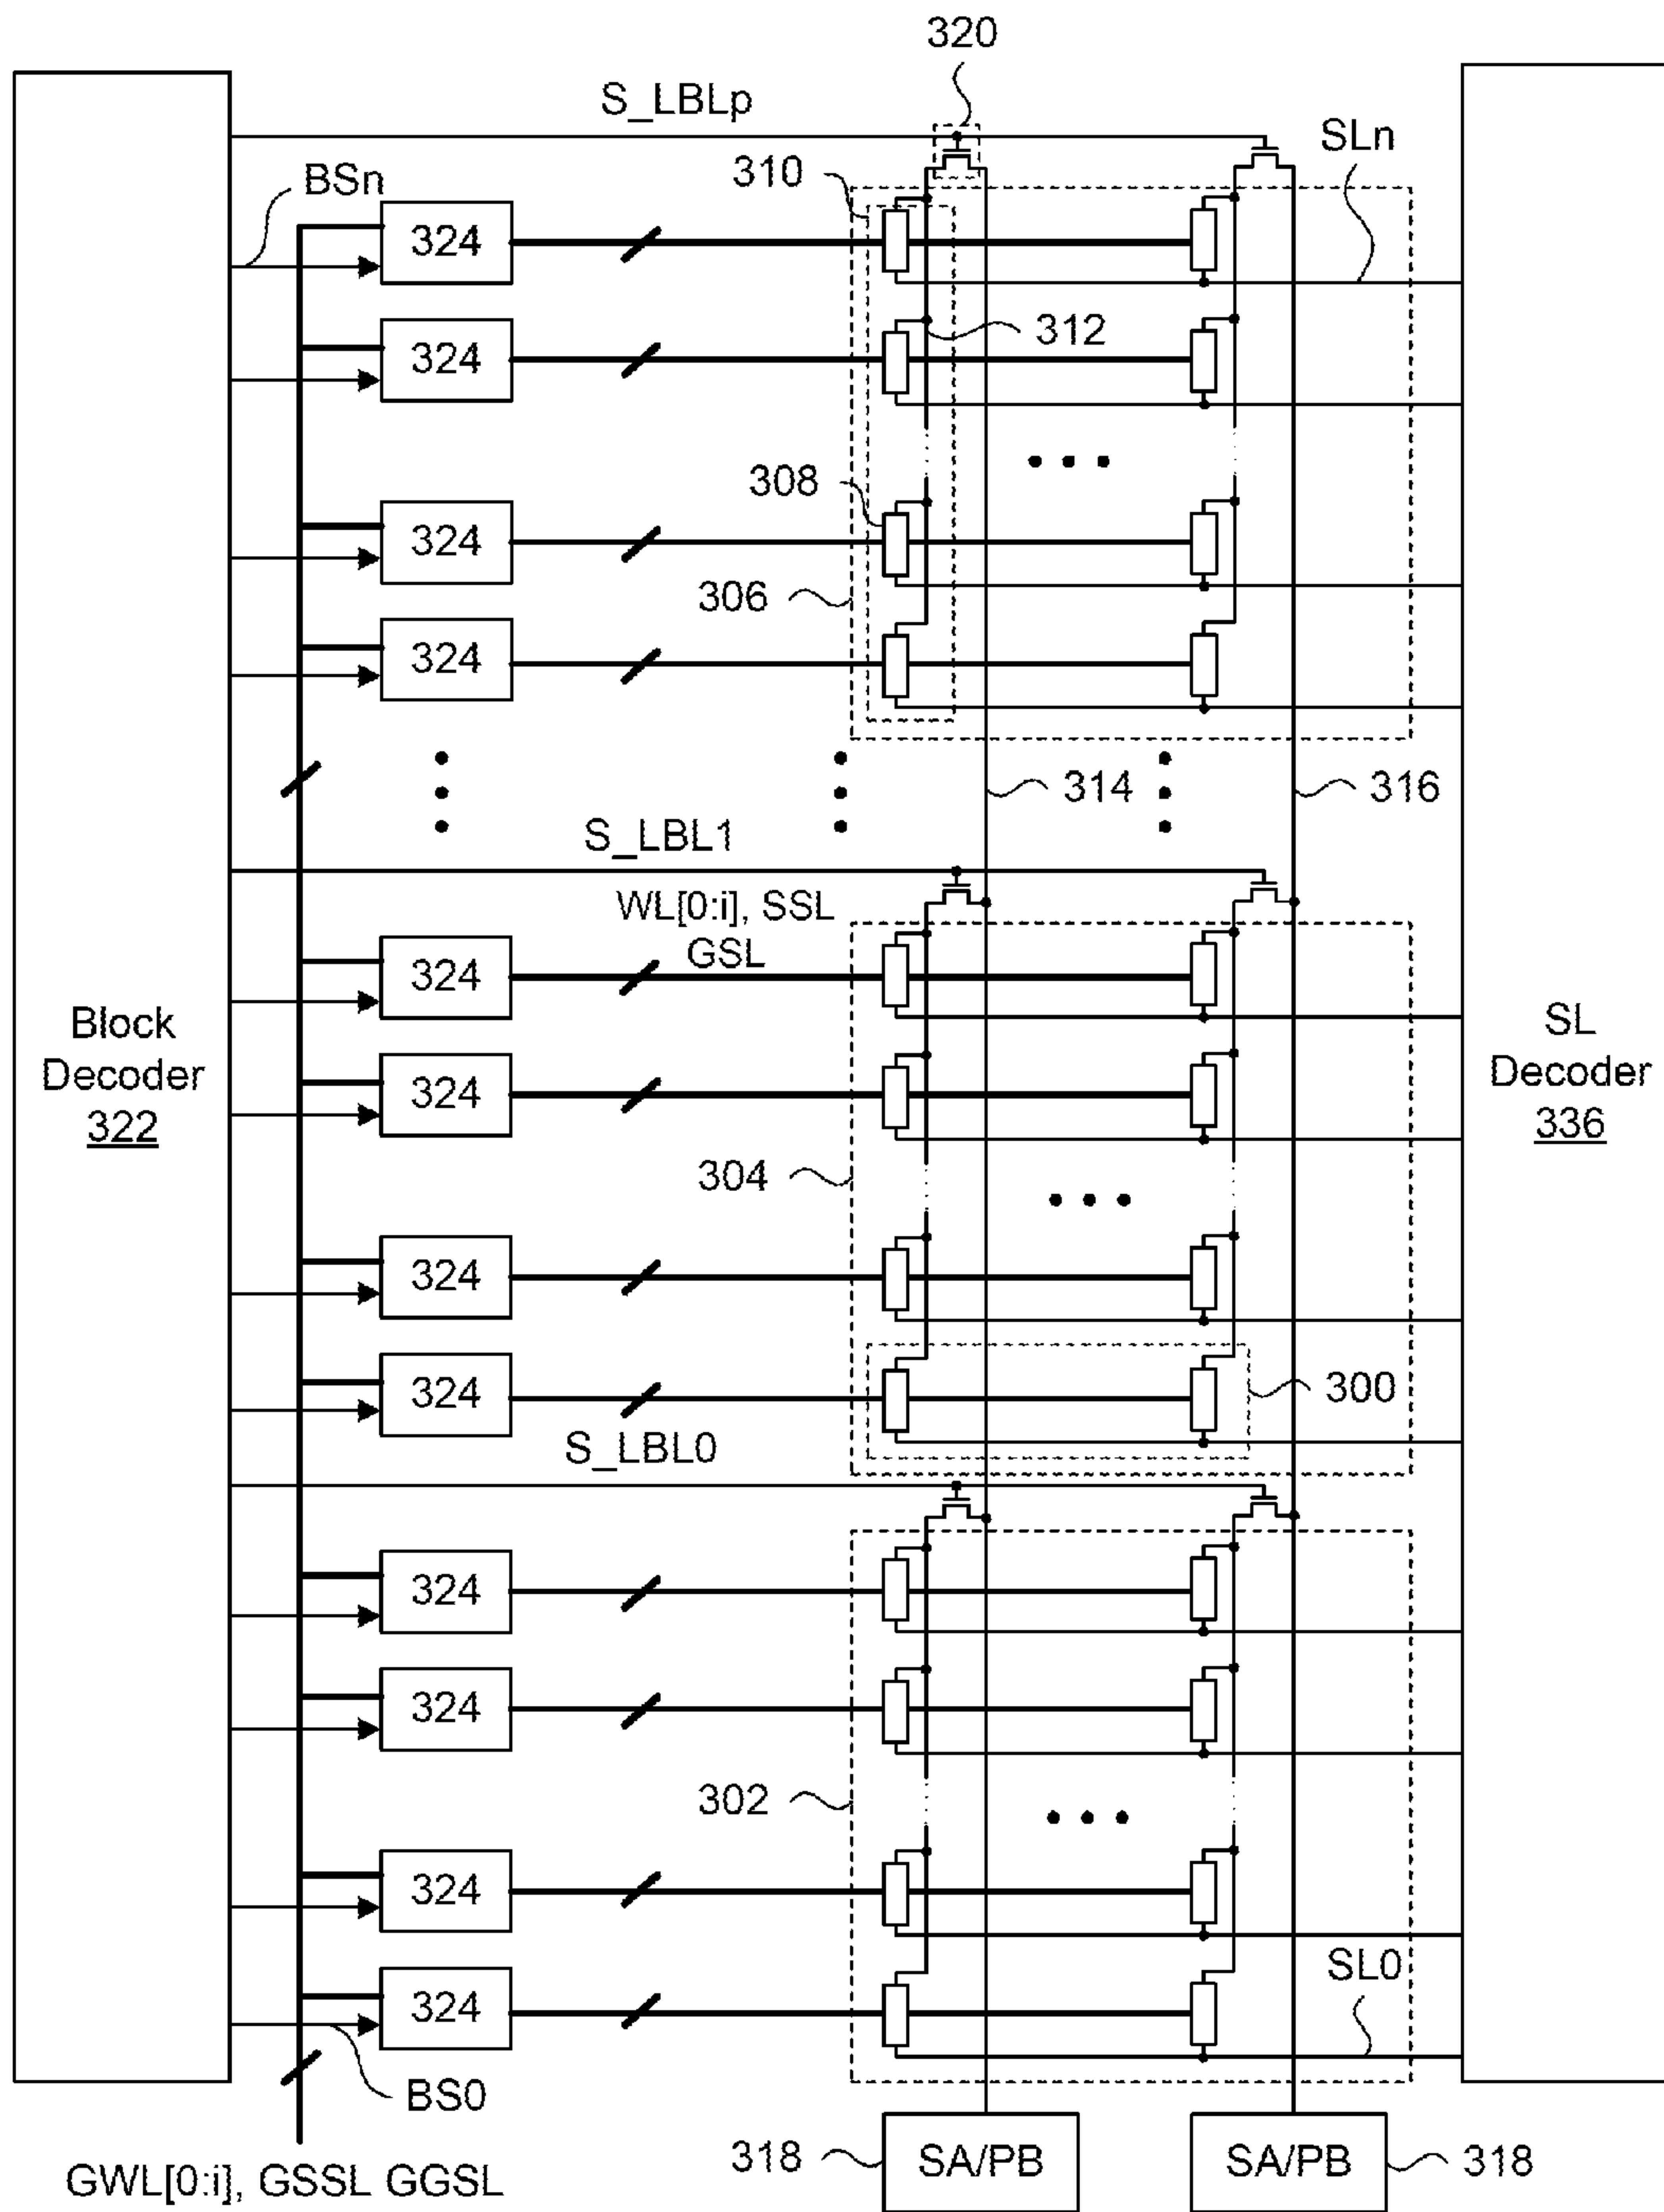 320
S_LBLp
SLn
310
BSn
324
312
324
308
324
306
324
314
316
S_LBL1
WL[0:i], SSL
GSL
324
Block
Decoder
322
SL
Decoder
336
324
304
324
300
324
S_LBL0
324
324
302
324
SL0
324
BS0
318
SA/PB
SA/PB
318
GWL[0:i], GSSL GGSL